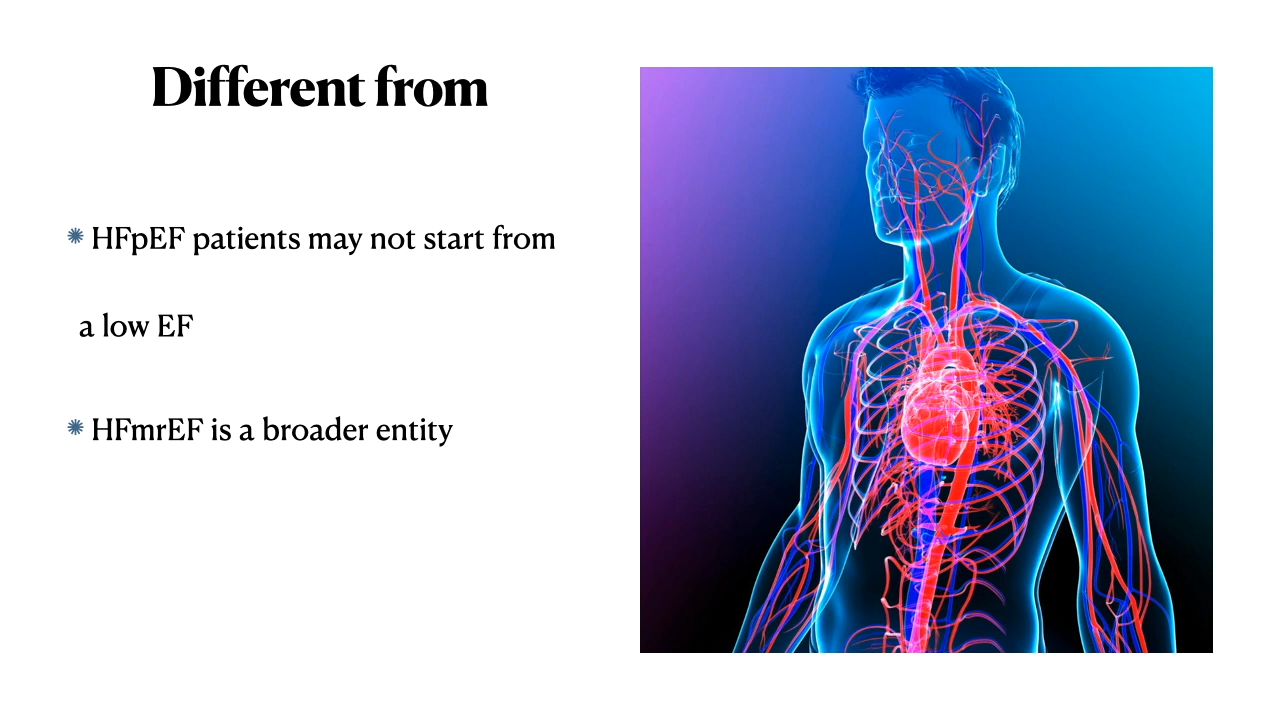 Different from
HFpEF patients may not start from
a low EF
HFmrEF is a broader entity